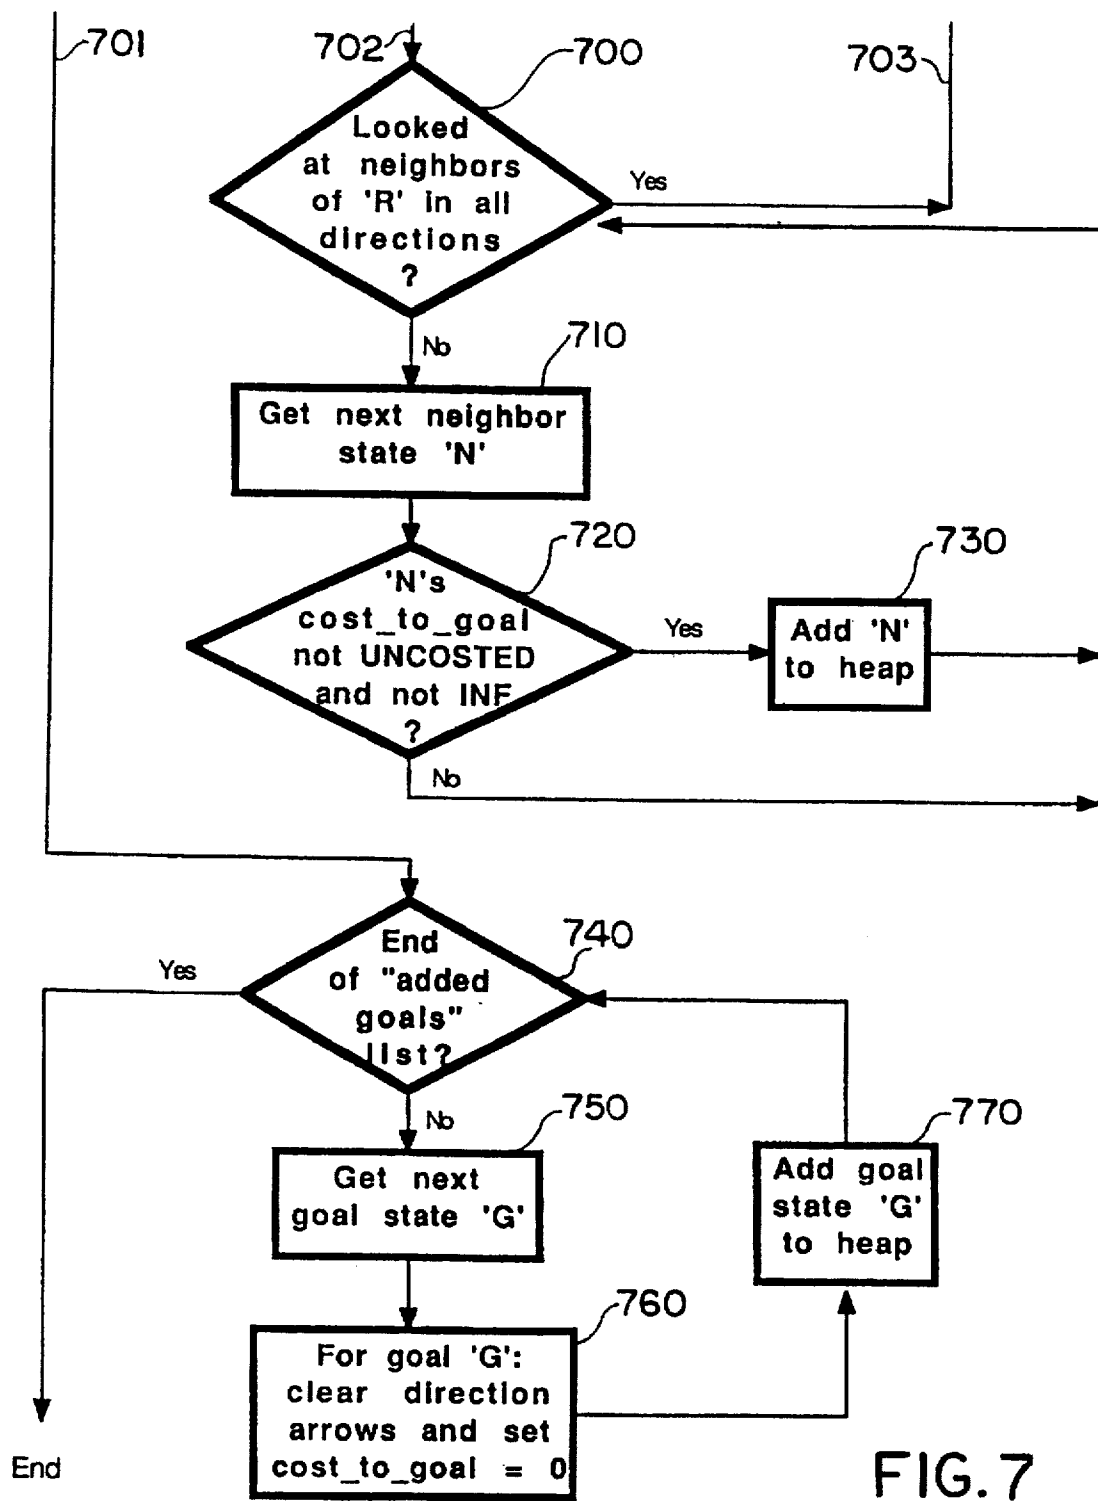 701
702
700
703
Looked
at neighbors
of 'R' in all
directions
?
Yes
No
710
Get next neighbor
state 'N'
720
'N's
cost_to_goal
not UNCOSTED
and not INF
?
Yes
730
Add 'N'
to heap
No
740
End
of "added
goals"
list?
Yes
No
750
Get next
goal state 'G'
770
Add goal
state 'G'
to heap
760
For goal 'G':
clear direction
arrows and set
cost_to_goal = 0
End
FIG. 7